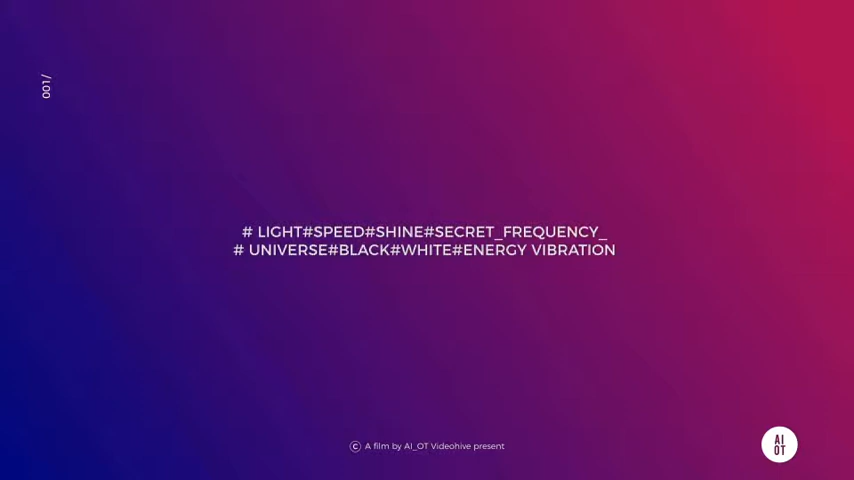 001/
# LIGHT#SPEED#SHINE#SECRET_FREQUENCY_
# UNIVERSE#BLACK#WHITE#ENERGY VIBRATION
© A film by AI_OT Videohive present
AI
OT